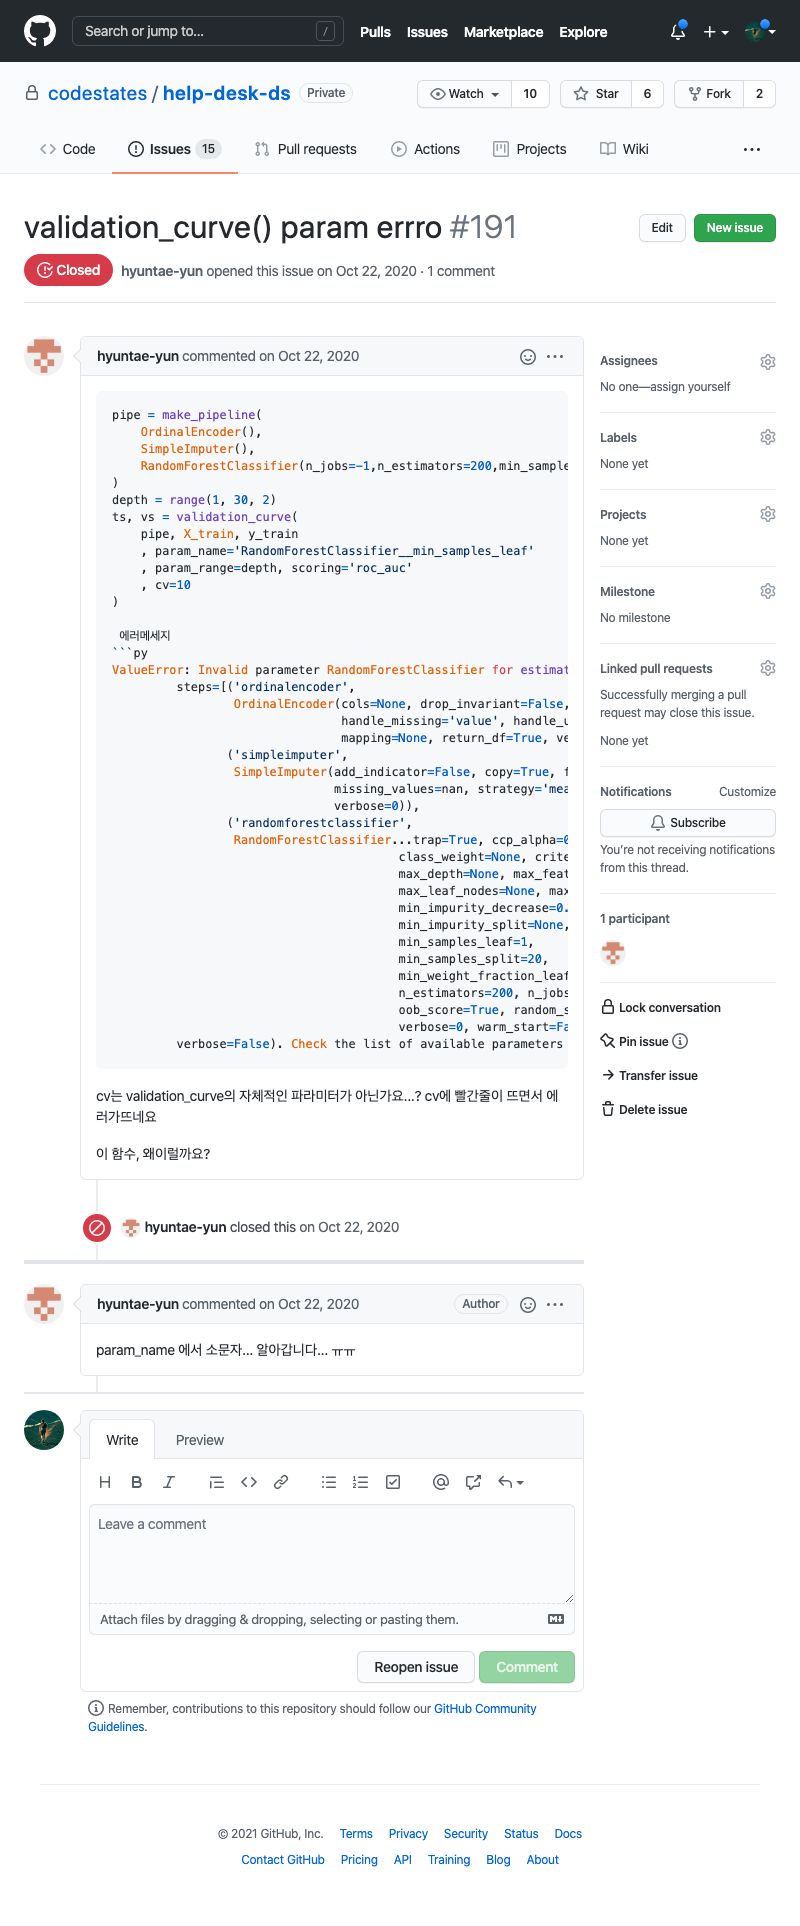 Search or jump to...
/
Pulls
Issues
Marketplace
Explore
codestates / help-desk-ds
Private
Watch
10
Star
6
Fork
2
Code
Issues 15
Pull requests
Actions
Projects
Wiki
validation_curve() param errro #191
Edit
New issue
Closed
hyuntae-yun opened this issue on Oct 22, 2020 · 1 comment
hyuntae-yun commented on Oct 22, 2020
pipe = make_pipeline(
    OrdinalEncoder(),
    SimpleImputer(),
    RandomForestClassifier(n_jobs=-1,n_estimators=200,min_sample
)
depth = range(1, 30, 2)
ts, vs = validation_curve(
    pipe, X_train, y_train
    , param_name='RandomForestClassifier__min_samples_leaf'
    , param_range=depth, scoring='roc_auc'
    , cv=10
)
에러메세지
```py
ValueError: Invalid parameter RandomForestClassifier for estimat
steps=[('ordinalencoder',
OrdinalEncoder(cols=None, drop_invariant=False,
handle_missing='value', handle_u
mapping=None, return_df=True, ve
('simpleimputer',
SimpleImputer(add_indicator=False, copy=True, f
missing_values=nan, strategy='mea
verbose=0)),
('randomforestclassifier',
RandomForestClassifier...trap=True, ccp_alpha=0
class_weight=None, crite
max_depth=None, max_feat
max_leaf_nodes=None, max
min_impurity_decrease=0.
min_impurity_split=None,
min_samples_leaf=1,
min_samples_split=20,
min_weight_fraction_leaf
n_estimators=200, n_jobs
oob_score=True, random_s
verbose=0, warm_start=Fa
verbose=False). Check the list of available parameters
cv는 validation_curve의 자체적인 파라미터가 아닌가요...? cv에 빨간줄이 뜨면서 에
러가뜨네요
이 함수, 왜이럴까요?
Assignees
No one—assign yourself
Labels
None yet
Projects
None yet
Milestone
No milestone
Linked pull requests
Successfully merging a pull
request may close this issue.
None yet
Notifications
Customize
Subscribe
You're not receiving notifications
from this thread.
1 participant
Lock conversation
Pin issue
Transfer issue
Delete issue
hyuntae-yun closed this on Oct 22, 2020
hyuntae-yun commented on Oct 22, 2020
Author
param_name 에서 소문자... 알아갑니다... ㅠㅠ
Write
Preview
Leave a comment
Attach files by dragging & dropping, selecting or pasting them.
Reopen issue
Comment
Remember, contributions to this repository should follow our GitHub Community
Guidelines.
© 2021 GitHub, Inc.
Terms
Privacy
Security
Status
Docs
Contact GitHub
Pricing
API
Training
Blog
About